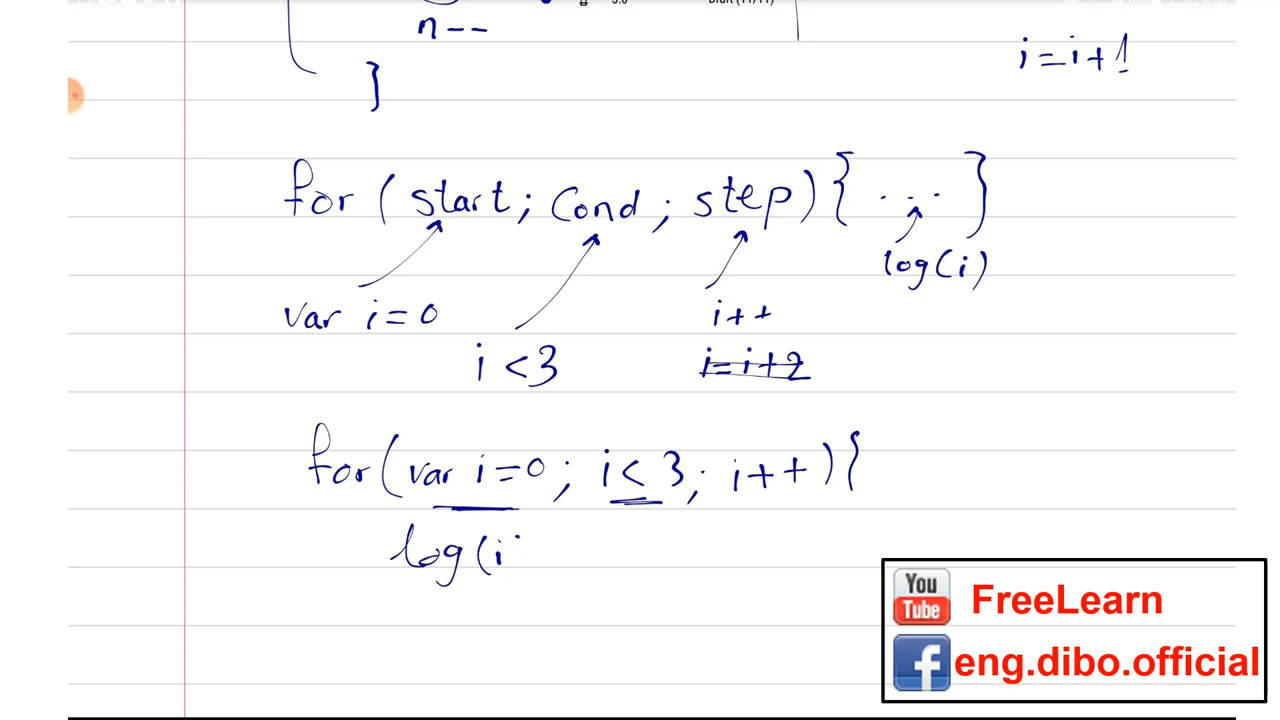 n--
}
i=i+1
for(start; Cond; step){...}
log(i)
var i=0
i<3
i++
i=i+2
for(var i=0; i<3; i++){
log(i
You Tube FreeLearn
f eng.dibo.official